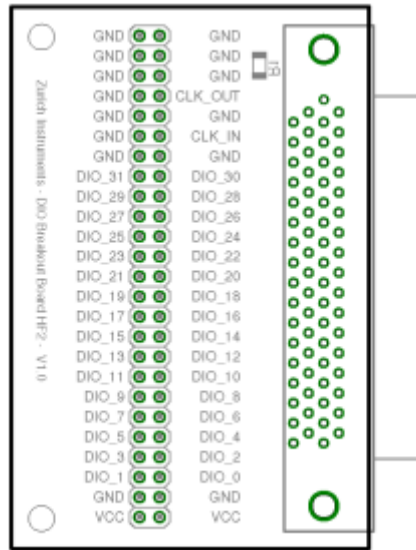 GND GND
GND GND
GND GND
GND CLK_OUT
GND GND
GND CLK_IN
GND GND
DIO_31 DIO_30
DIO_29 DIO_28
DIO_27 DIO_26
DIO_25 DIO_24
DIO_23 DIO_22
DIO_21 DIO_20
DIO_19 DIO_18
DIO_17 DIO_16
DIO_15 DIO_14
DIO_13 DIO_12
DIO_11 DIO_10
DIO_9 DIO_8
DIO_7 DIO_6
DIO_5 DIO_4
DIO_3 DIO_2
DIO_1 DIO_0
GND GND
VCC VCC
Zurich Instruments - DIO Breakout Board HF2 - V1.0